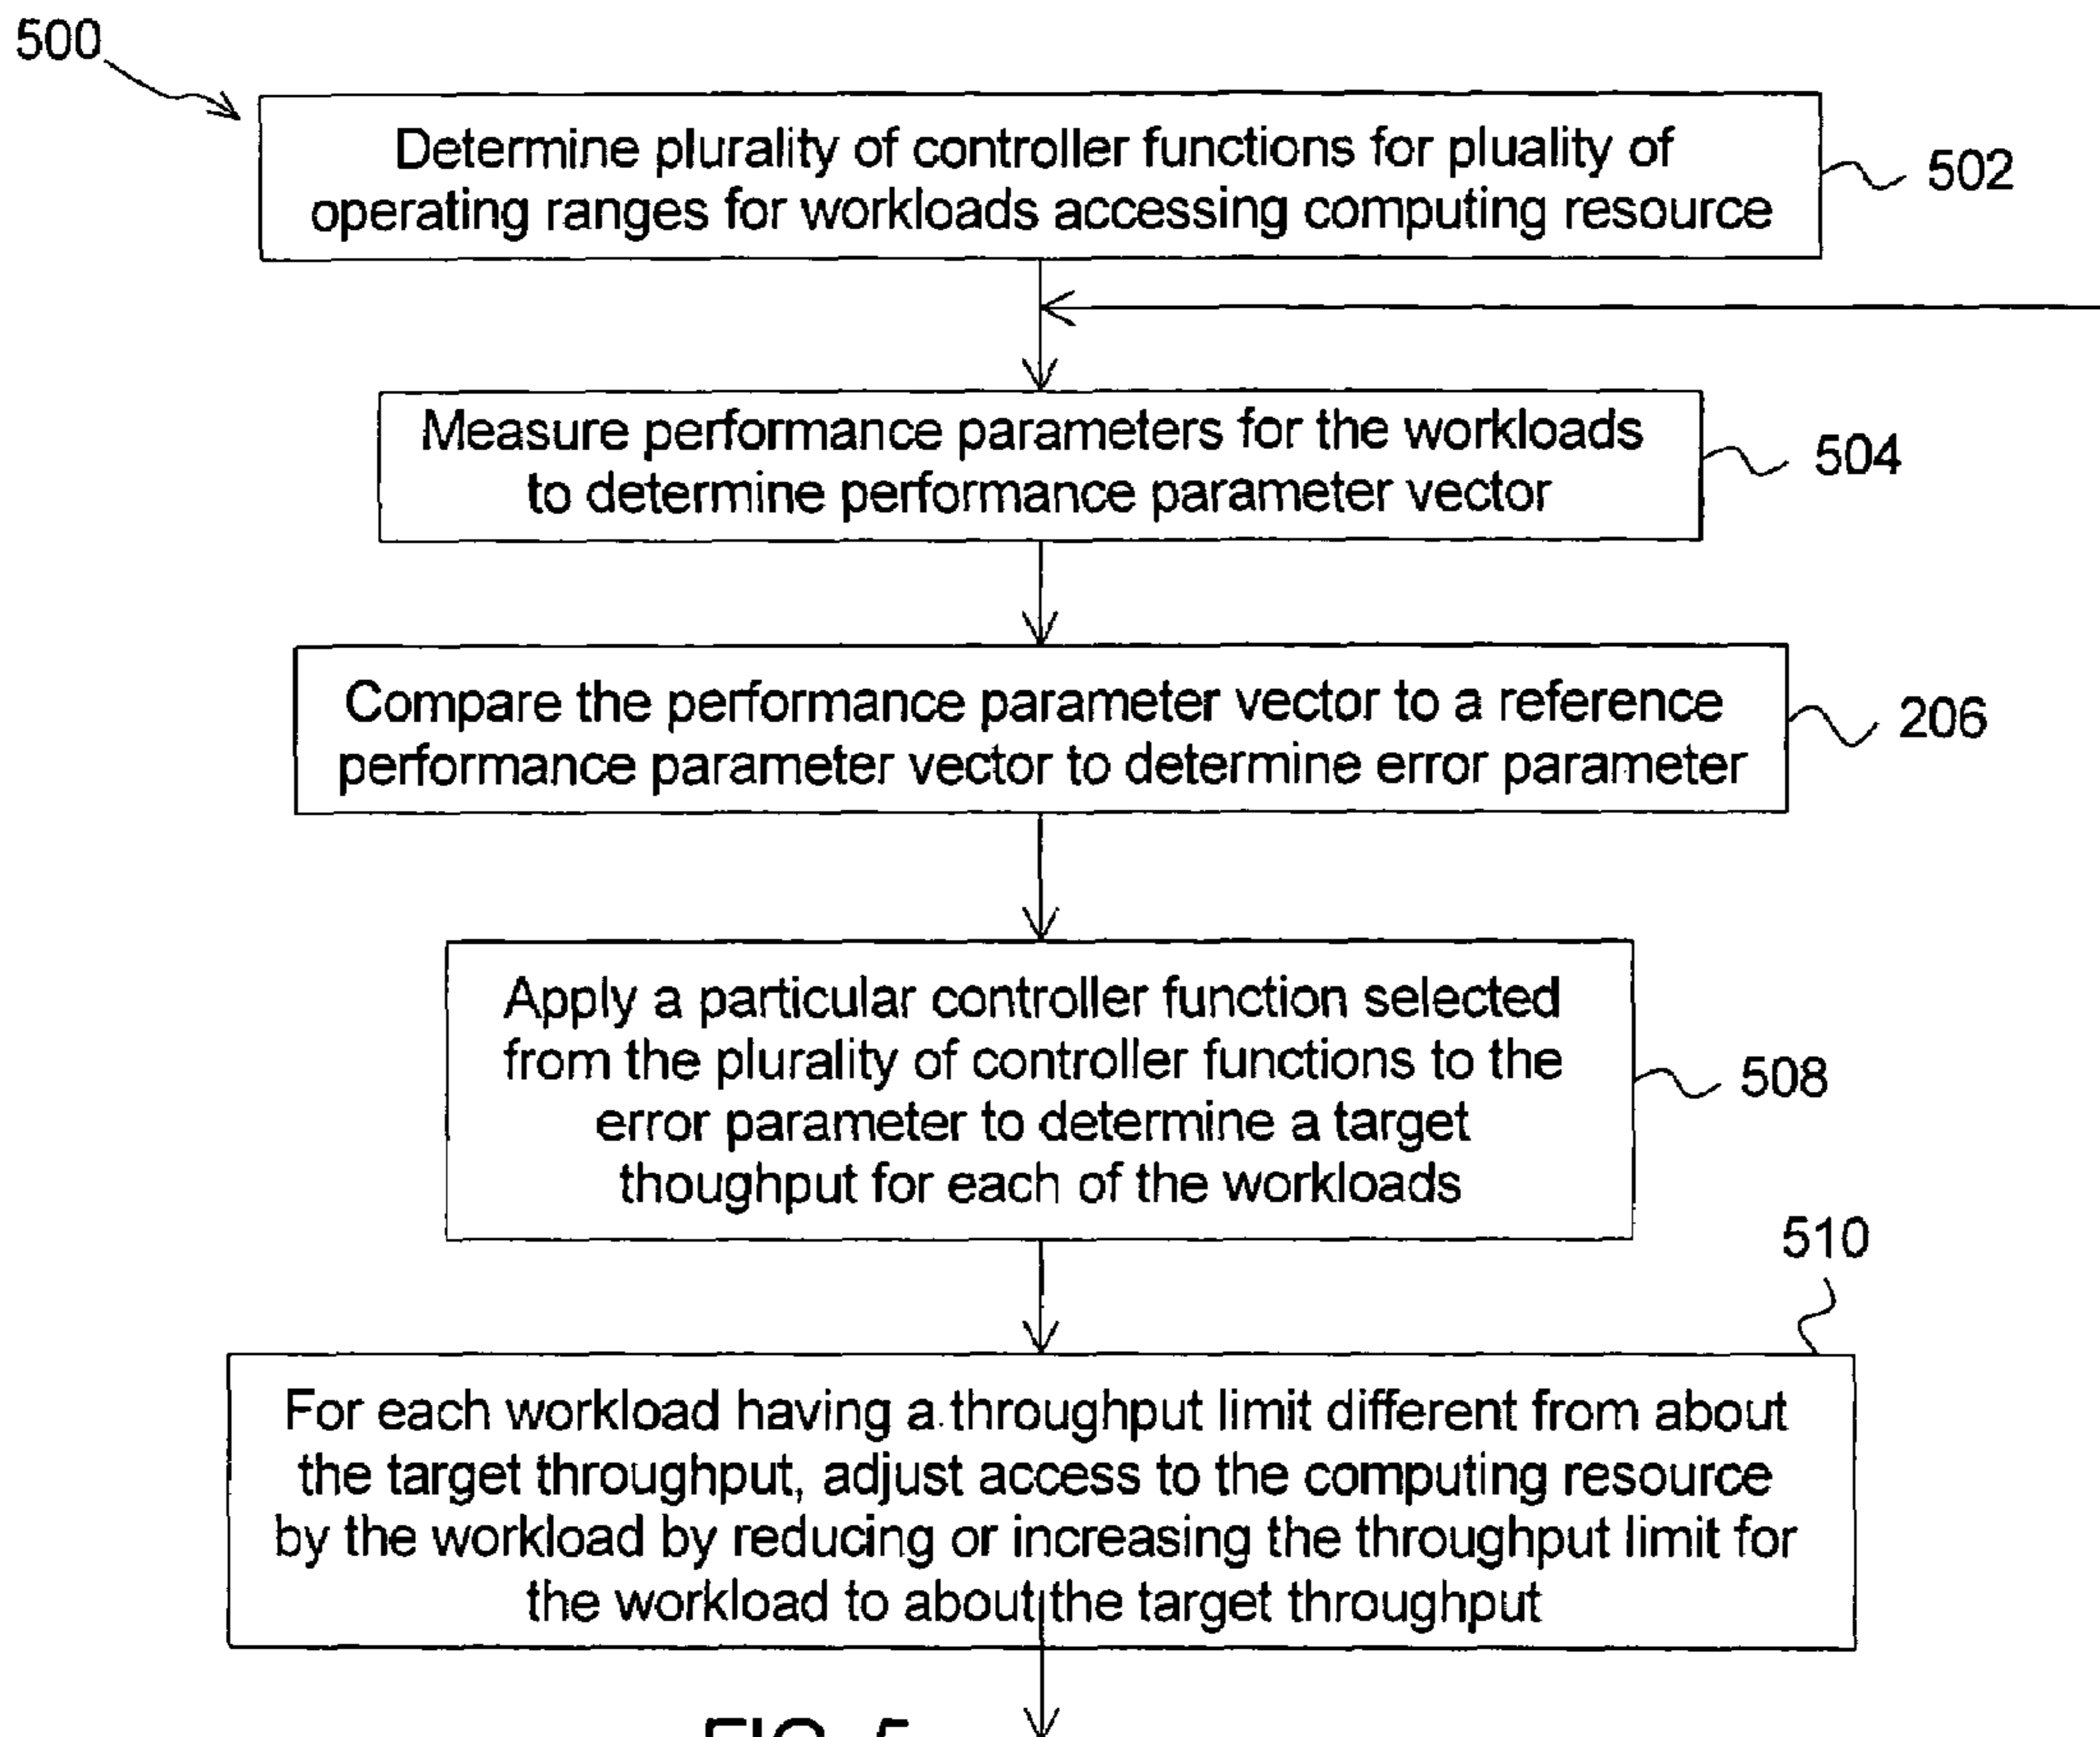 500
Determine plurality of controller functions for pluality of
operating ranges for workloads accessing computing resource
502
Measure performance parameters for the workloads
to determine performance parameter vector
504
Compare the performance parameter vector to a reference
performance parameter vector to determine error parameter
206
Apply a particular controller function selected
from the plurality of controller functions to the
error parameter to determine a target
thoughput for each of the workloads
508
510
For each workload having a throughput limit different from about
the target throughput, adjust access to the computing resource
by the workload by reducing or increasing the throughput limit for
the workload to about the target throughput
FIG. 5